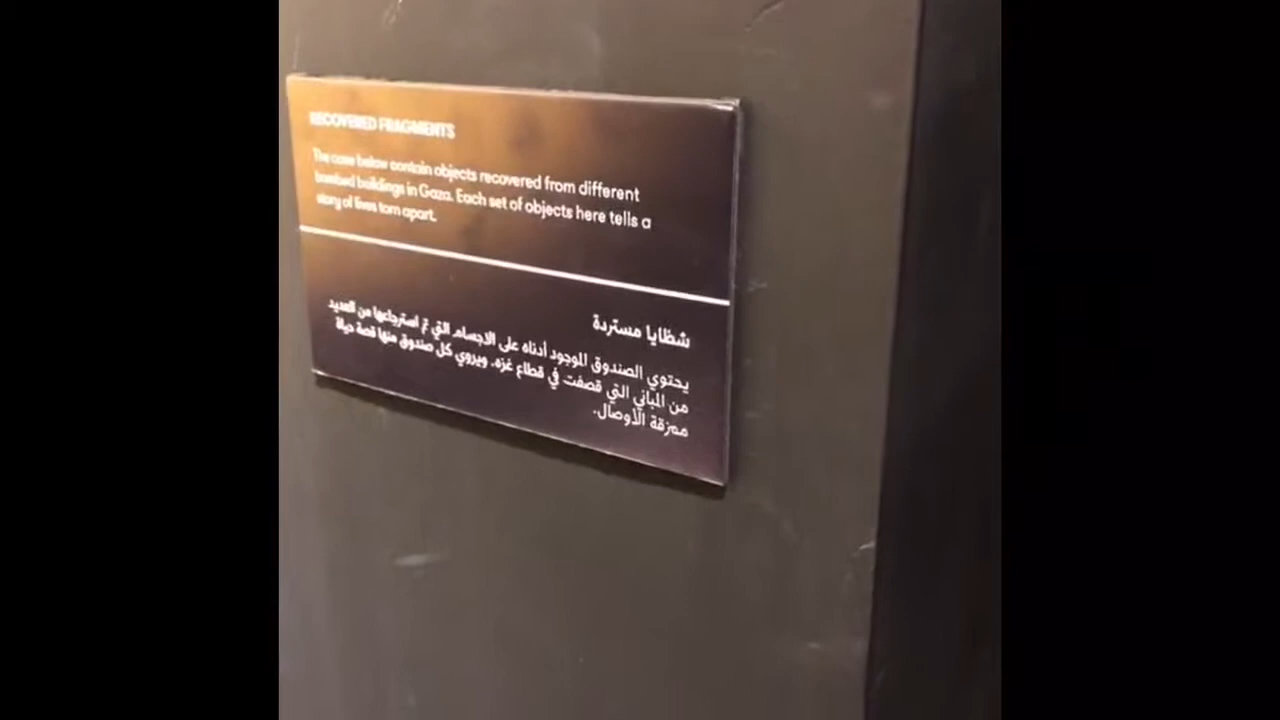 RECOVERED FRAGMENTS
The case below contain objects recovered from different
bombed buildings in Gaza. Each set of objects here tells a
story of lives torn apart.
شظايا مستردة
يحتوي الصندوق الموجود أدناه على الاجسام التي تم استرجاعها من العديد
من المباني التي قصفت في قطاع غزه. ويروي كل صندوق منها قصة حياة
ممزقة الأوصال.